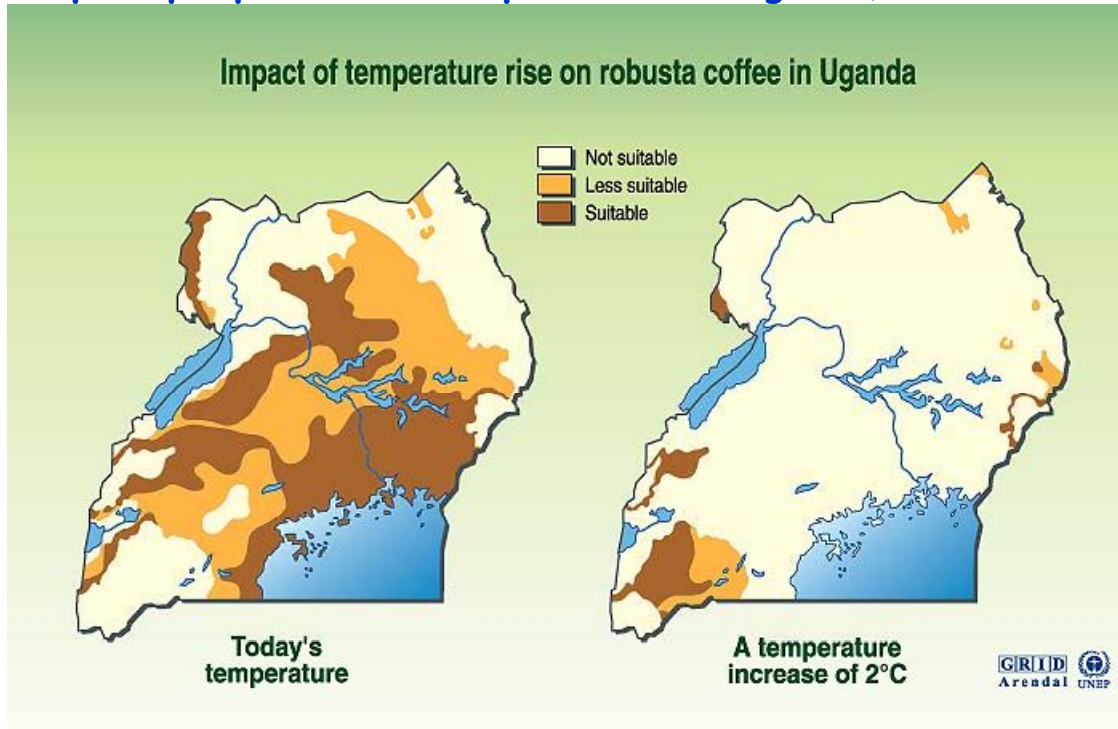 Impact of temperature rise on robusta coffee in Uganda
Not suitable
Less suitable
Suitable
Today's
temperature
A temperature
increase of 2°C
GRID
Arendal
UNEP